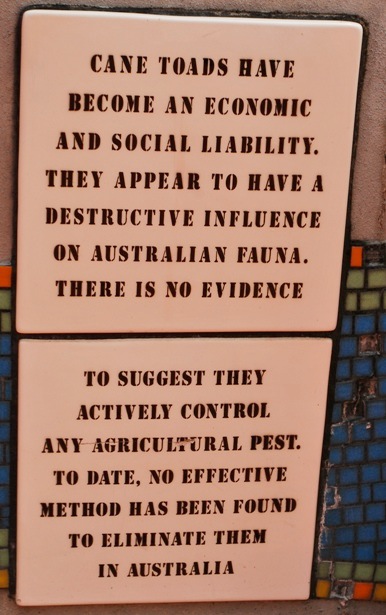 CANE TOADS HAVE
BECOME AN ECONOMIC
AND SOCIAL LIABILITY.
THEY APPEAR TO HAVE A
DESTRUCTIVE INFLUENCE
ON AUSTRALIAN FAUNA.
THERE IS NO EVIDENCE
TO SUGGEST THEY
ACTIVELY CONTROL
ANY AGRICULTURAL PEST.
TO DATE, NO EFFECTIVE
METHOD HAS BEEN FOUND
TO ELIMINATE THEM
IN AUSTRALIA